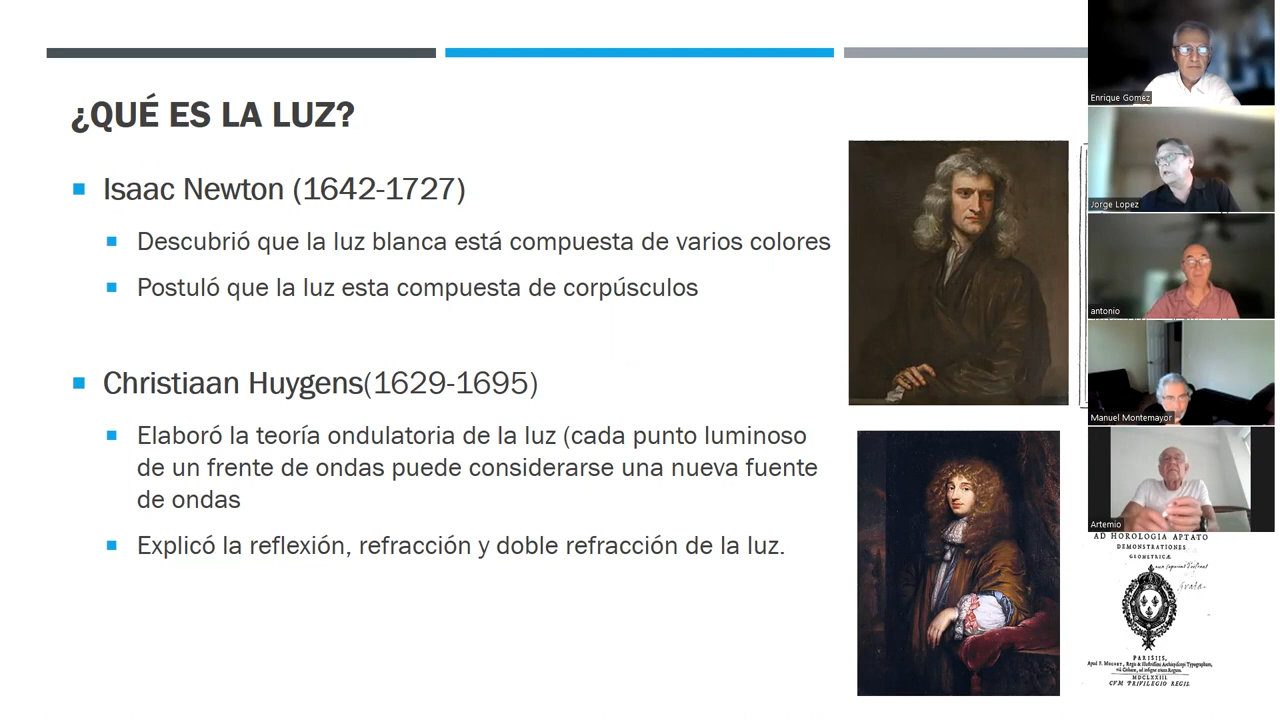 ¿QUÉ ES LA LUZ?
Isaac Newton (1642-1727)
Descubrió que la luz blanca está compuesta de varios colores
Postuló que la luz esta compuesta de corpúsculos
Christiaan Huygens(1629-1695)
Elaboró la teoría ondulatoria de la luz (cada punto luminoso
de un frente de ondas puede considerarse una nueva fuente
de ondas
Explicó la reflexión, refracción y doble refracción de la luz.
Enrique Gomez
Jorge Lopez
antonio
Manuel Montemayor
Artemio
AD HOROLOGIA APTATO
DEMONSTRATIONES
GEOMETRICÆ
PARISIIS,
MDCLXXIII
CVM PRIVILEGIO REGIS.